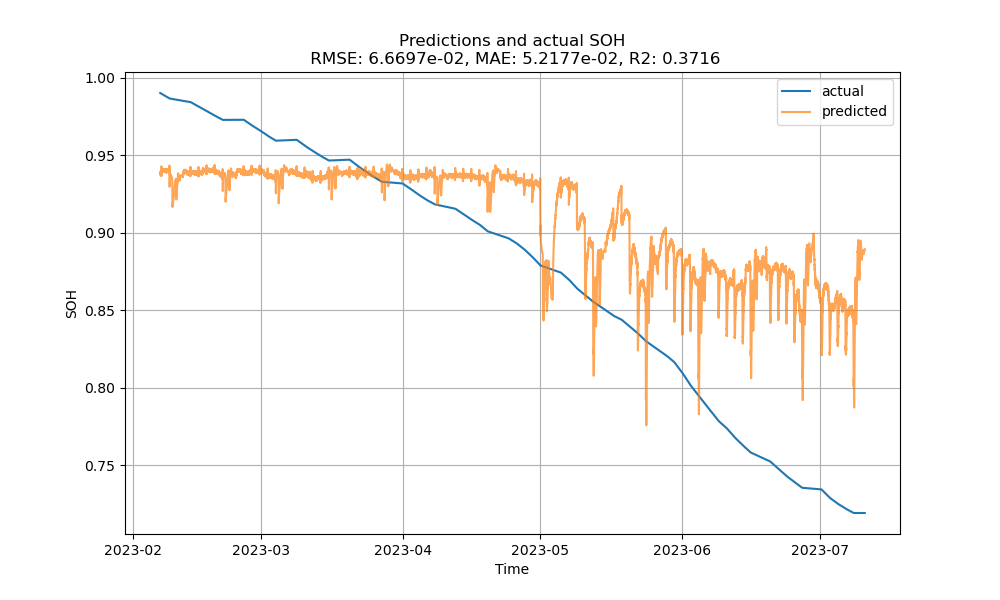 Predictions and actual SOH
RMSE: 6.6697e-02, MAE: 5.2177e-02, R2: 0.3716
actual
predicted
1.00
0.95
0.90
0.85
0.80
0.75
SOH
2023-02 2023-03 2023-04 2023-05 2023-06 2023-07
Time